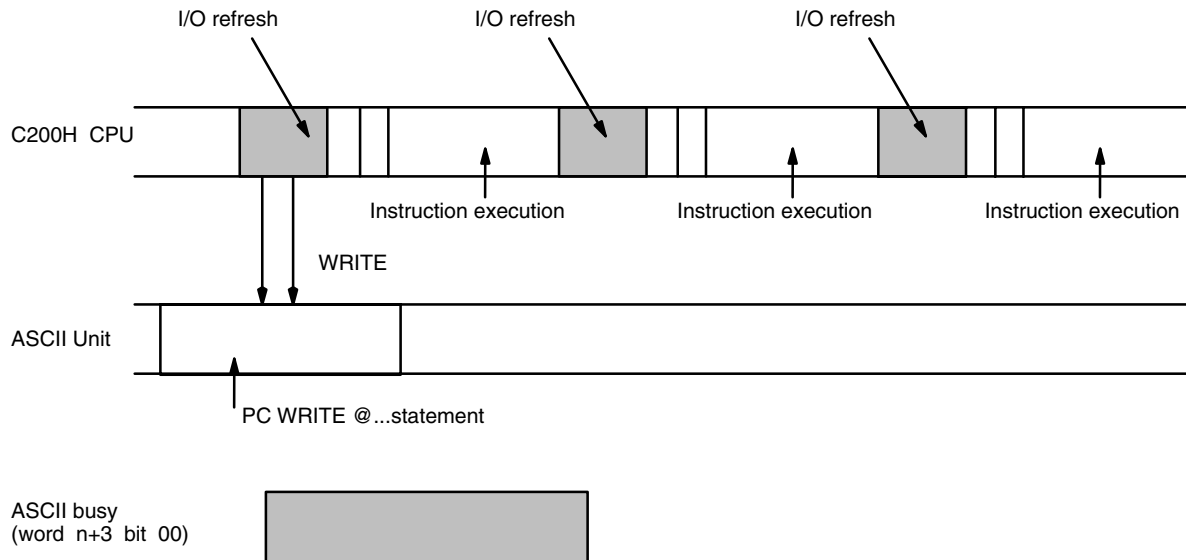 I/O refresh
I/O refresh
I/O refresh
C200H CPU
Instruction execution
Instruction execution
Instruction execution
WRITE
ASCII Unit
PC WRITE @...statement
ASCII busy
(word n+3 bit 00)